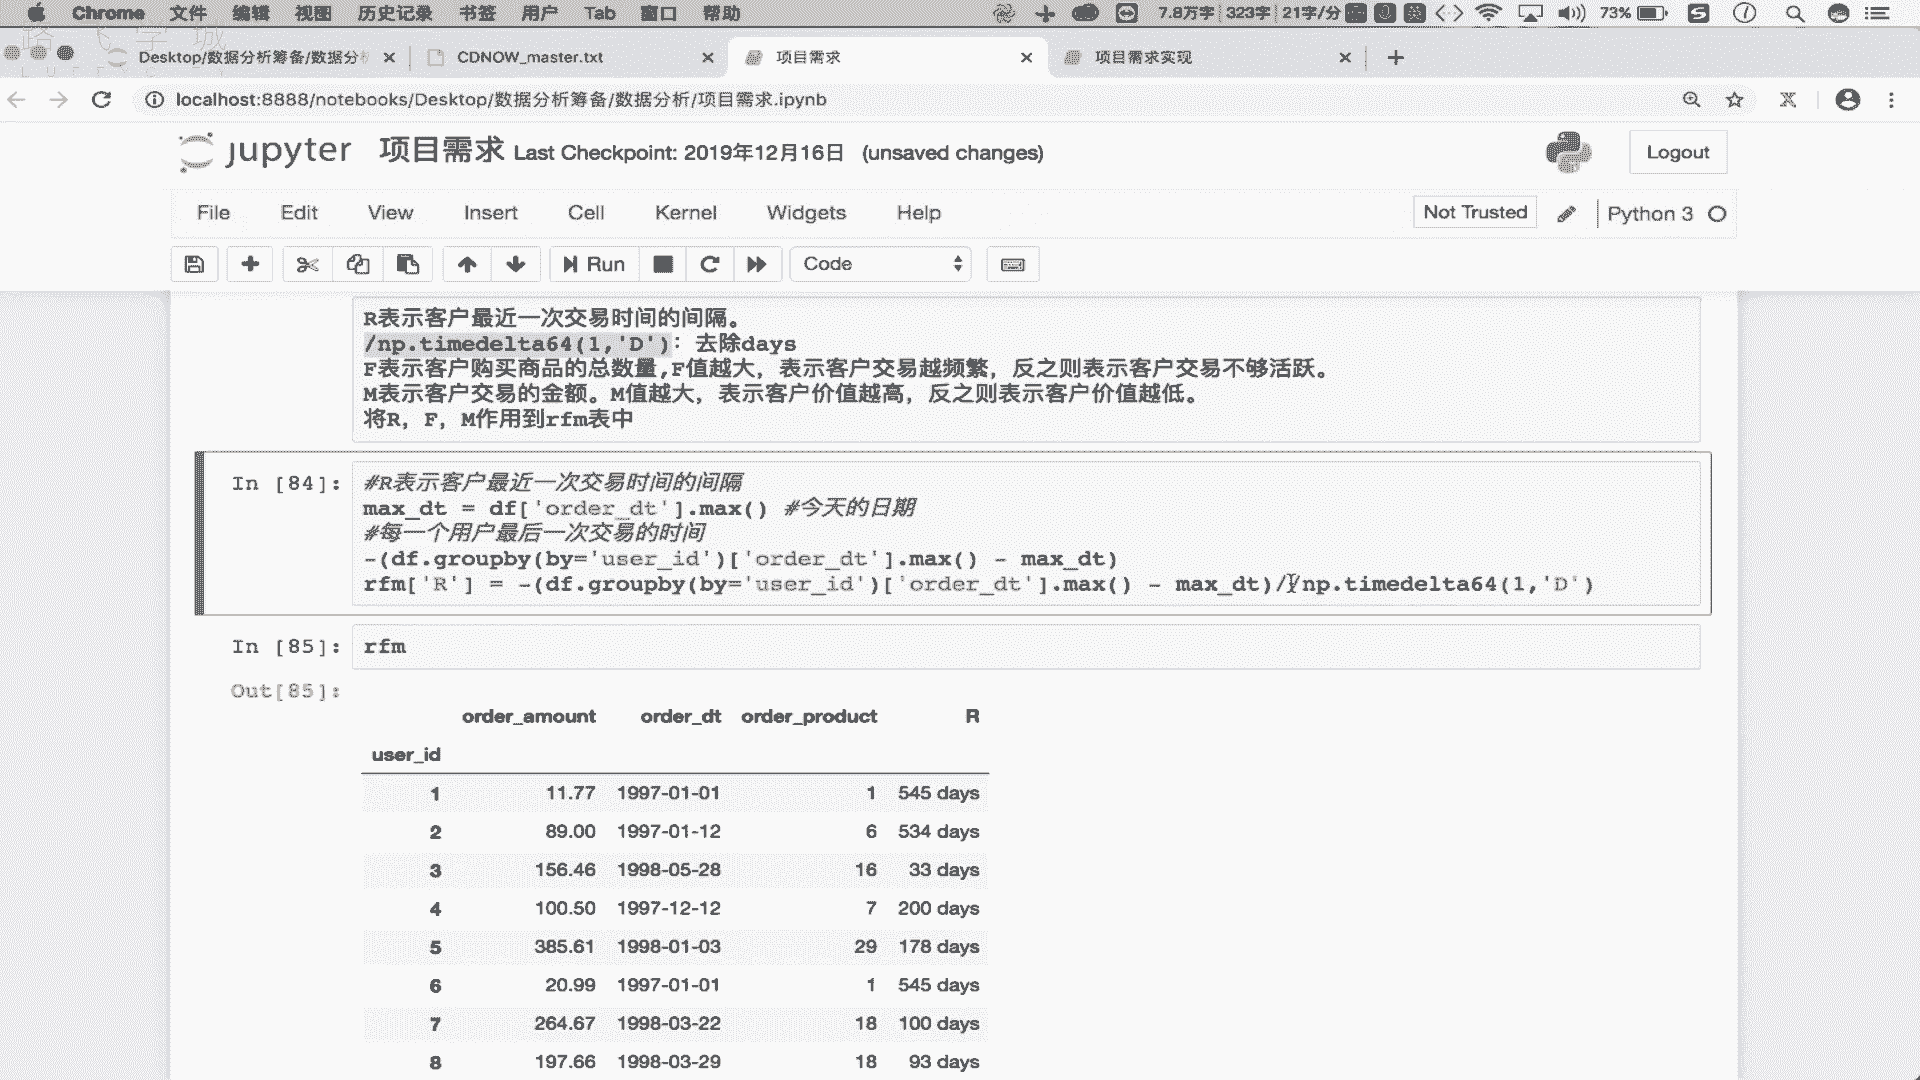 Chrome 文件 编辑 视图 历史记录 书签 用户 Tab 窗口 帮助 7.8万字 323字 21字/分 73%
Desktop/数据分析筹备/数据分析 CDNOW_master.txt 项目需求 项目需求实现
localhost:8888/notebooks/Desktop/数据分析筹备/数据分析/项目需求.ipynb
jupyter 项目需求 Last Checkpoint: 2019年12月16日 (unsaved changes) Logout
File Edit View Insert Cell Kernel Widgets Help Not Trusted Python 3
Run Code
R表示客户最近一次交易时间的间隔。
/np.timedelta64(1,'D'): 去除days
F表示客户购买商品的总数量,F值越大，表示客户交易越频繁，反之则表示客户交易不够活跃。
M表示客户交易的金额。M值越大，表示客户价值越高，反之则表示客户价值越低。
将R，F，M作用到rfm表中
In [84]: #R表示客户最近一次交易时间的间隔
max_dt = df['order_dt'].max() #今天的日期
#每一个用户最后一次交易的时间
-(df.groupby(by='user_id')['order_dt'].max() - max_dt)
rfm['R'] = -(df.groupby(by='user_id')['order_dt'].max() - max_dt)//np.timedelta64(1,'D')
In [85]: rfm
Out[85]:
order_amount order_dt order_product R
user_id
1 11.77 1997-01-01 1 545 days
2 89.00 1997-01-12 6 534 days
3 156.46 1998-05-28 16 33 days
4 100.50 1997-12-12 7 200 days
5 385.61 1998-01-03 29 178 days
6 20.99 1997-01-01 1 545 days
7 264.67 1998-03-22 18 100 days
8 197.66 1998-03-29 18 93 days